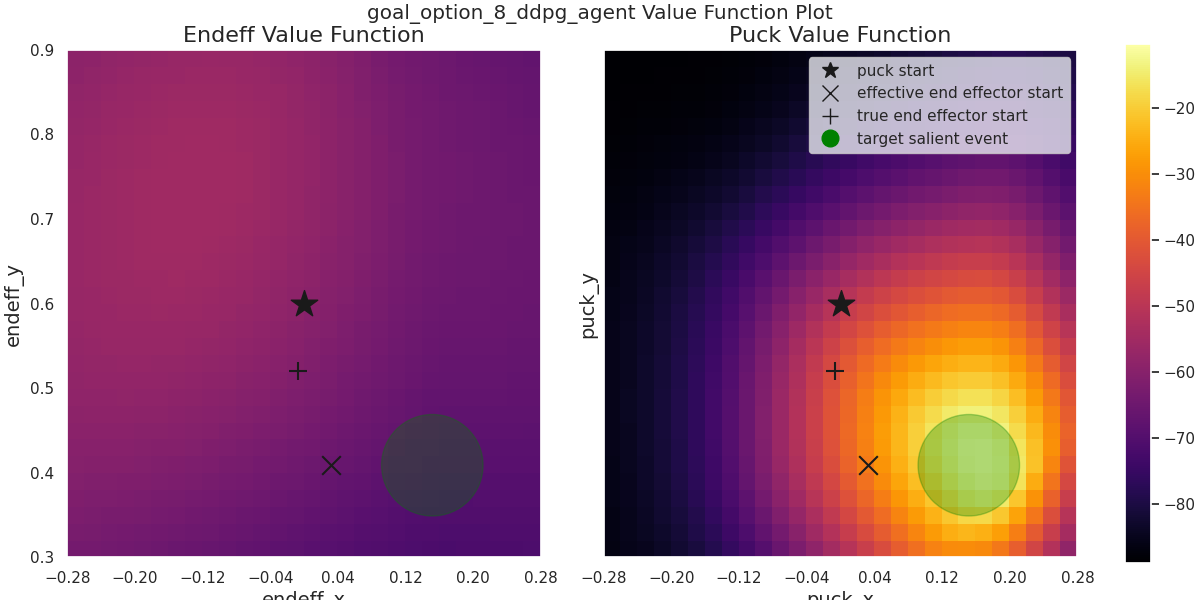 goal_option_8_ddpg_agent Value Function Plot
Endeff Value Function
Puck Value Function
0.9
0.8
0.7
0.6
0.5
0.4
0.3
endeff_y
−0.28 −0.20 −0.12 −0.04 0.04 0.12 0.20 0.28
endeff_x
puck_y
puck start
effective end effector start
true end effector start
target salient event
−0.28 −0.20 −0.12 −0.04 0.04 0.12 0.20 0.28
puck_x
−20
−30
−40
−50
−60
−70
−80